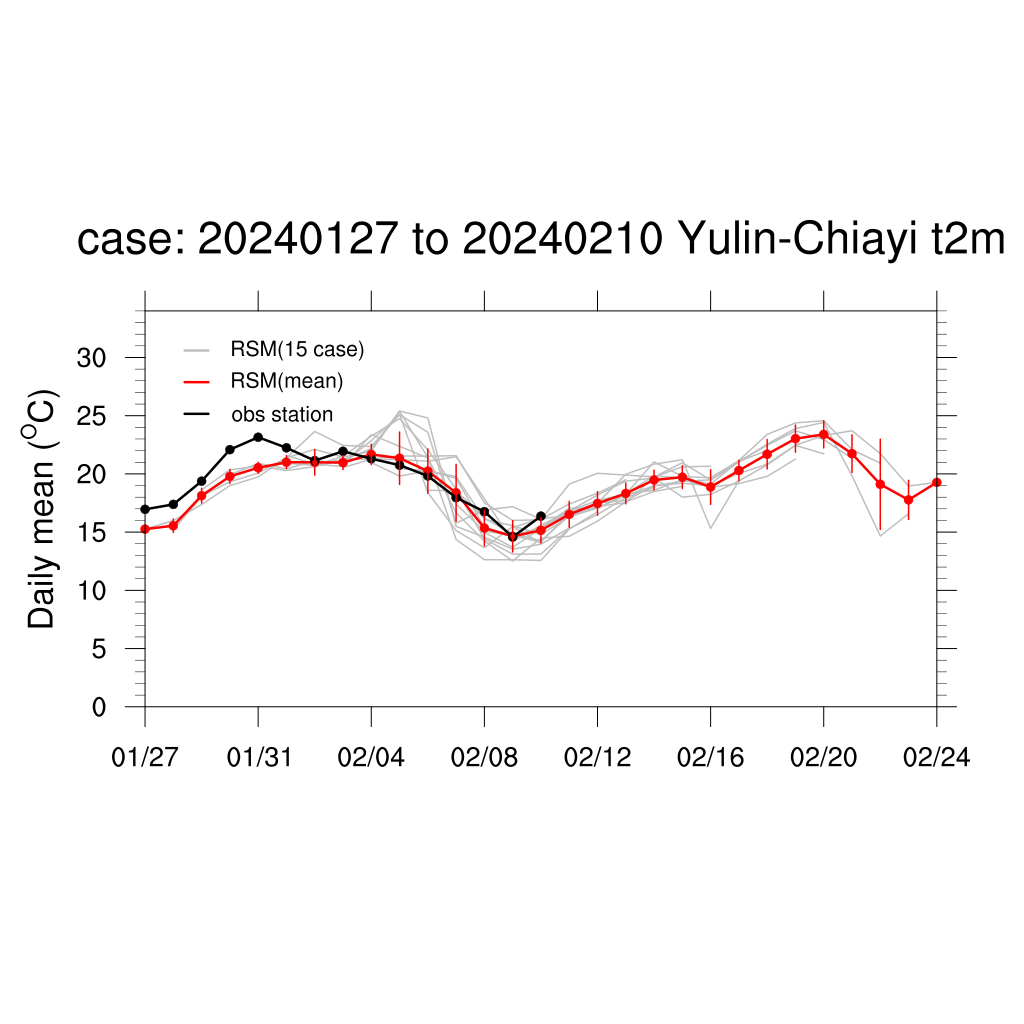 case: 20240127 to 20240210 Yulin-Chiayi t2m
RSM(15 case)
RSM(mean)
obs station
Daily mean (°C)
30
25
20
15
10
5
0
01/27 01/31 02/04 02/08 02/12 02/16 02/20 02/24